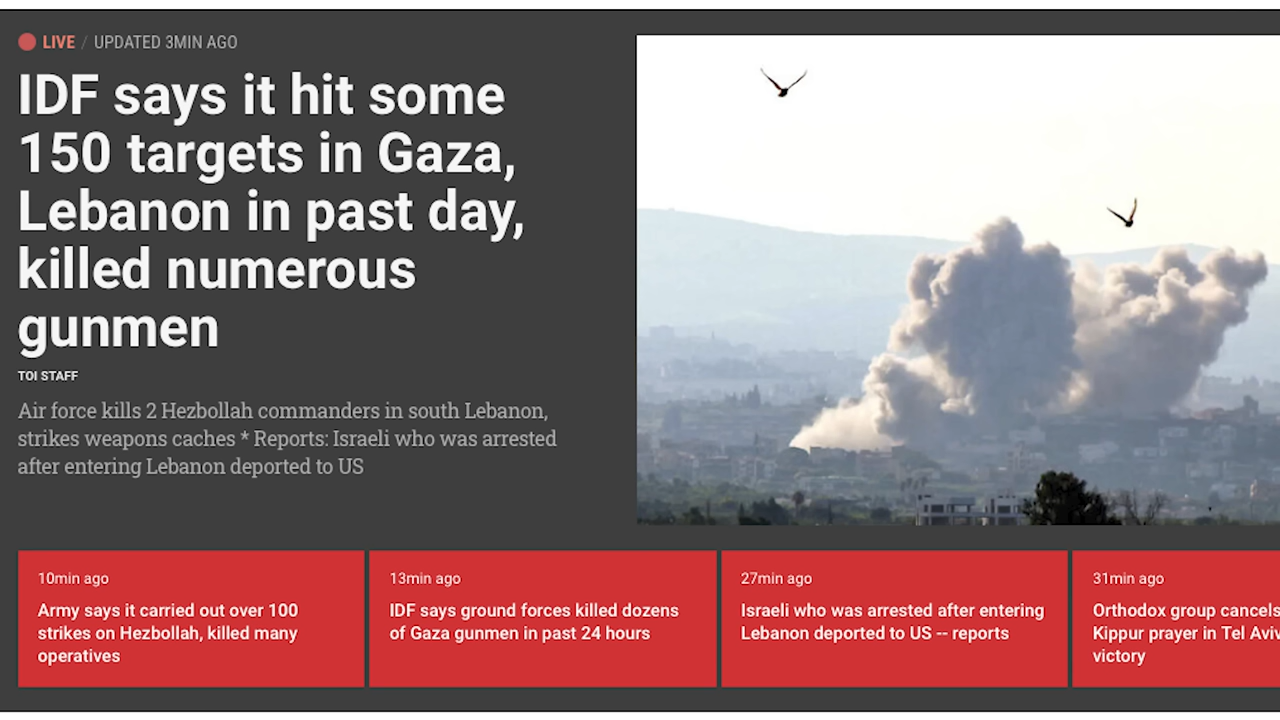 LIVE / UPDATED 3MIN AGO
IDF says it hit some
150 targets in Gaza,
Lebanon in past day,
killed numerous
gunmen
TOI STAFF
Air force kills 2 Hezbollah commanders in south Lebanon,
strikes weapons caches * Reports: Israeli who was arrested
after entering Lebanon deported to US
10min ago
Army says it carried out over 100
strikes on Hezbollah, killed many
operatives
13min ago
IDF says ground forces killed dozens
of Gaza gunmen in past 24 hours
27min ago
Israeli who was arrested after entering
Lebanon deported to US -- reports
31min ago
Orthodox group cancels
Kippur prayer in Tel Aviv
victory